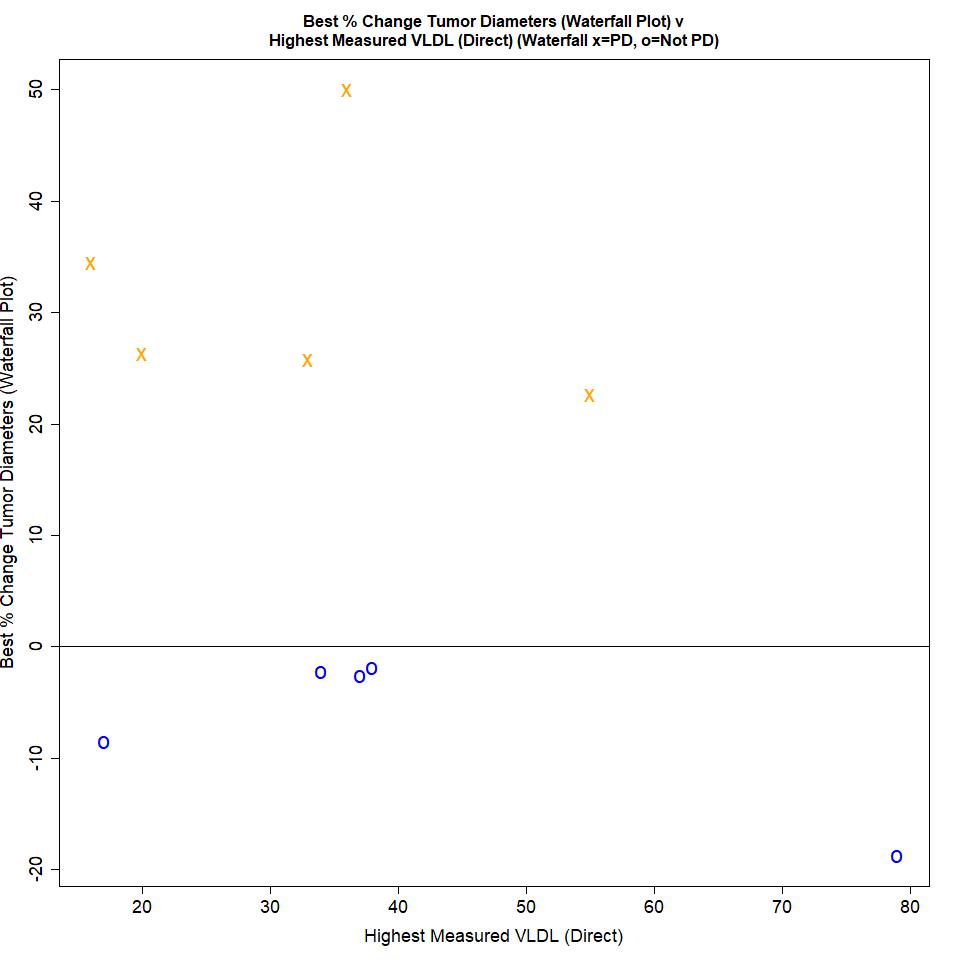 Best % Change Tumor Diameters (Waterfall Plot) v
Highest Measured VLDL (Direct) (Waterfall x=PD, o=Not PD)
Best % Change Tumor Diameters (Waterfall Plot)
50
40
30
20
10
0
-10
-20
X
X
X
X
X
O
O
O
O
O
20 30 40 50 60 70 80
Highest Measured VLDL (Direct)